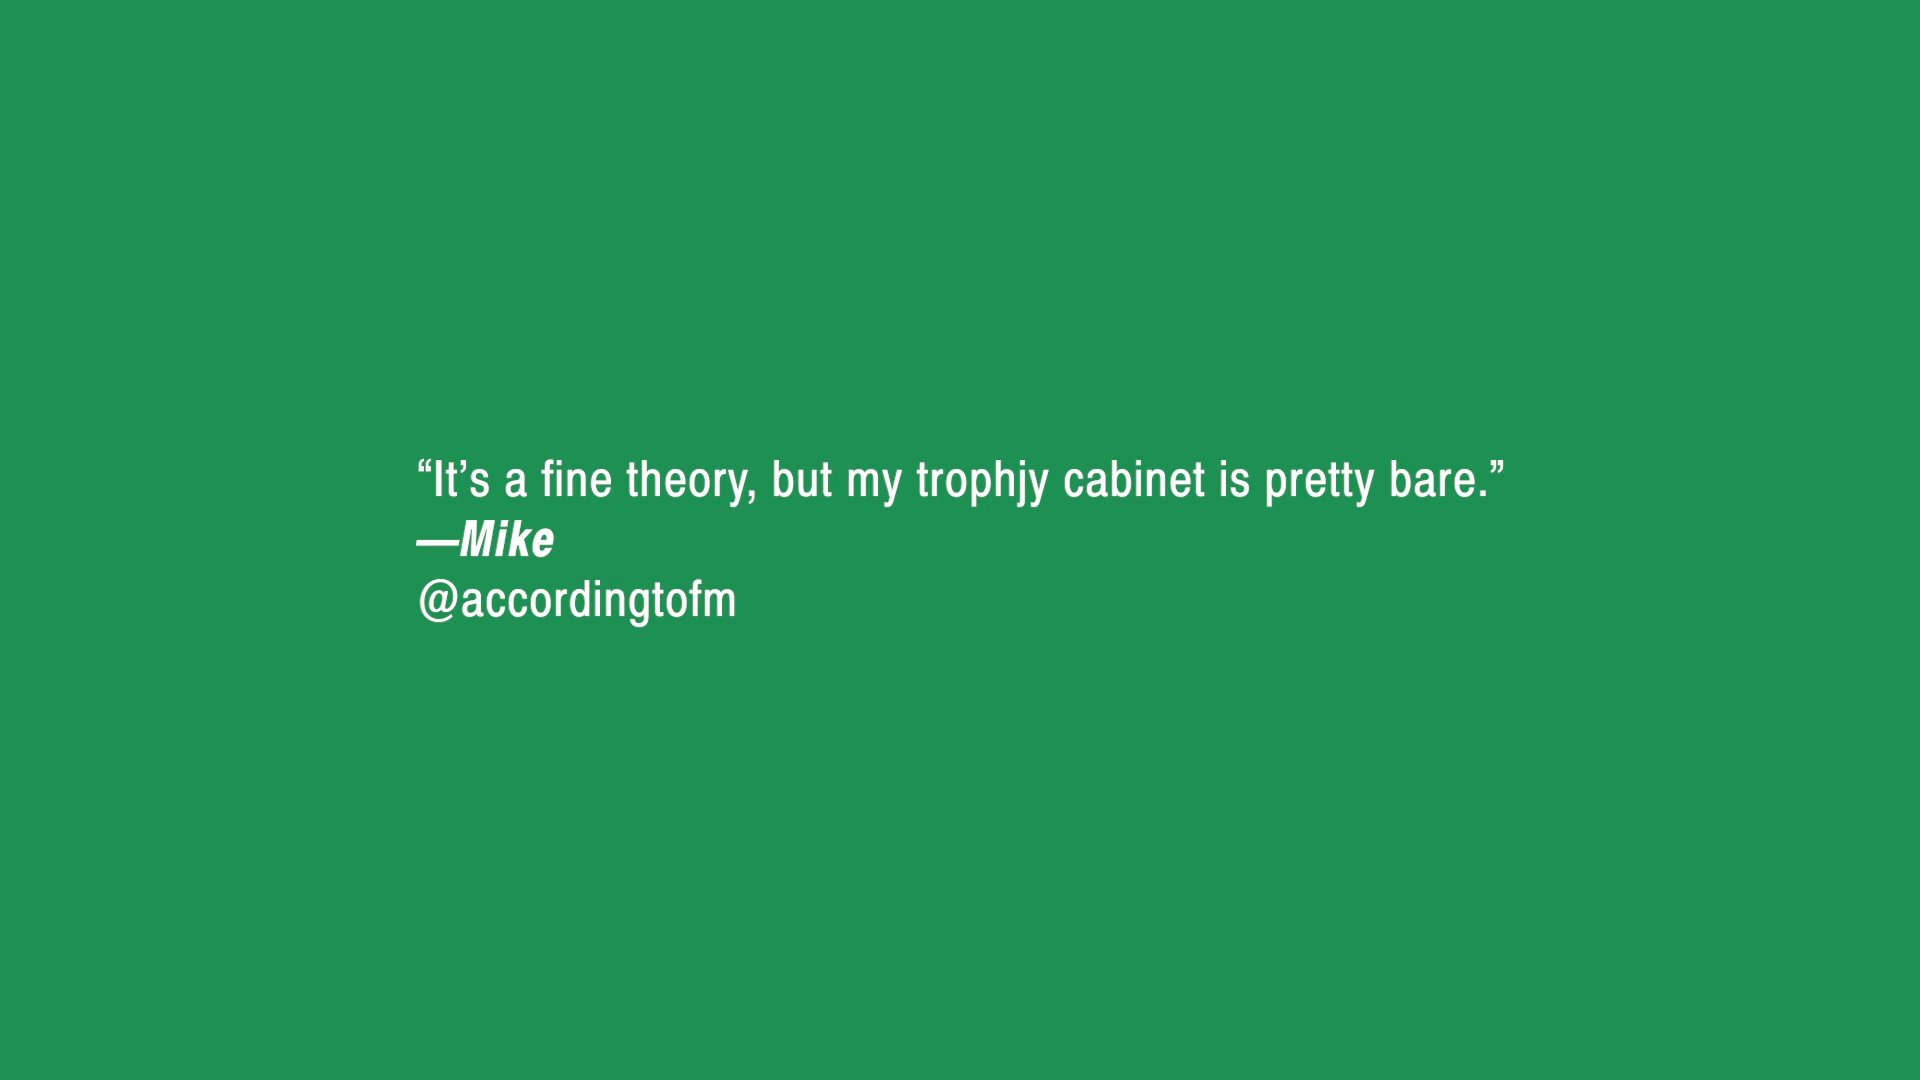 “It’s a fine theory, but my trophjy cabinet is pretty bare.”
—Mike
@accordingtofm